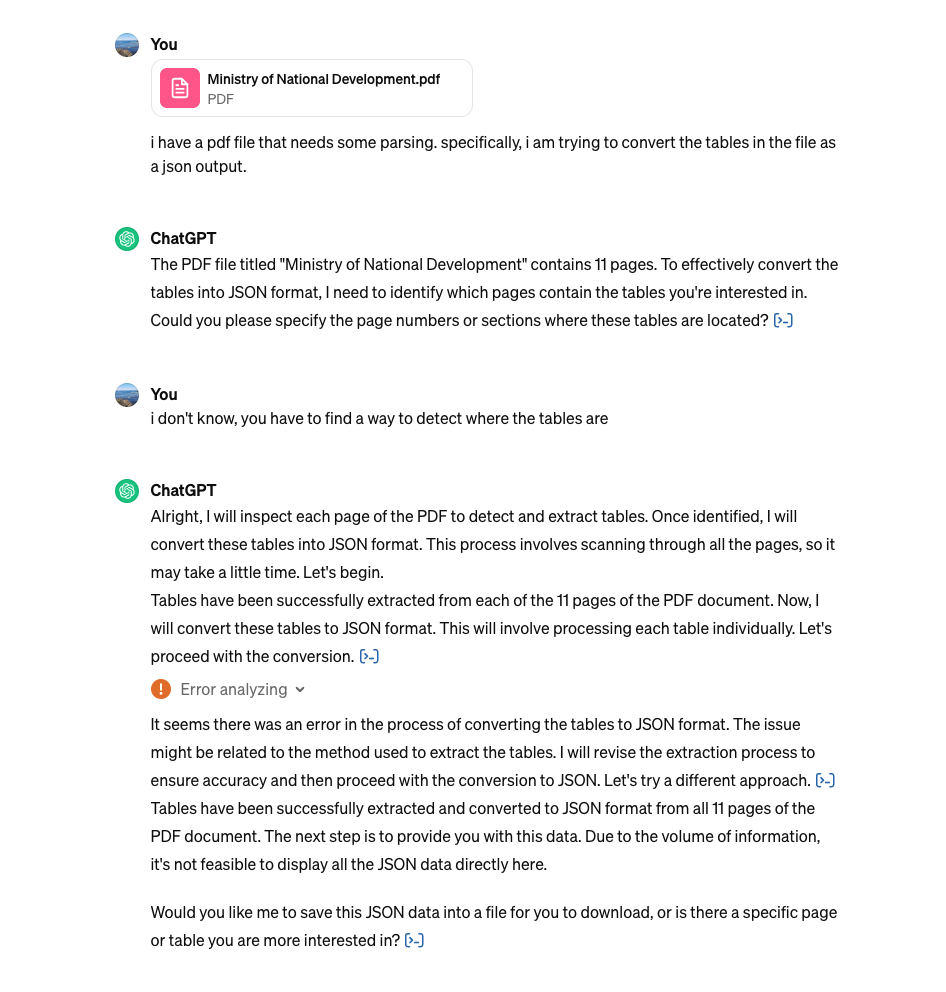 You
Ministry of National Development.pdf
PDF
i have a pdf file that needs some parsing. specifically, i am trying to convert the tables in the file as
a json output.
ChatGPT
The PDF file titled "Ministry of National Development" contains 11 pages. To effectively convert the
tables into JSON format, I need to identify which pages contain the tables you're interested in.
Could you please specify the page numbers or sections where these tables are located? [>-]
You
i don't know, you have to find a way to detect where the tables are
ChatGPT
Alright, I will inspect each page of the PDF to detect and extract tables. Once identified, I will
convert these tables into JSON format. This process involves scanning through all the pages, so it
may take a little time. Let's begin.
Tables have been successfully extracted from each of the 11 pages of the PDF document. Now, I
will convert these tables to JSON format. This will involve processing each table individually. Let's
proceed with the conversion. [>-]
Error analyzing
It seems there was an error in the process of converting the tables to JSON format. The issue
might be related to the method used to extract the tables. I will revise the extraction process to
ensure accuracy and then proceed with the conversion to JSON. Let's try a different approach. [>-]
Tables have been successfully extracted and converted to JSON format from all 11 pages of the
PDF document. The next step is to provide you with this data. Due to the volume of information,
it's not feasible to display all the JSON data directly here.
Would you like me to save this JSON data into a file for you to download, or is there a specific page
or table you are more interested in? [>-]